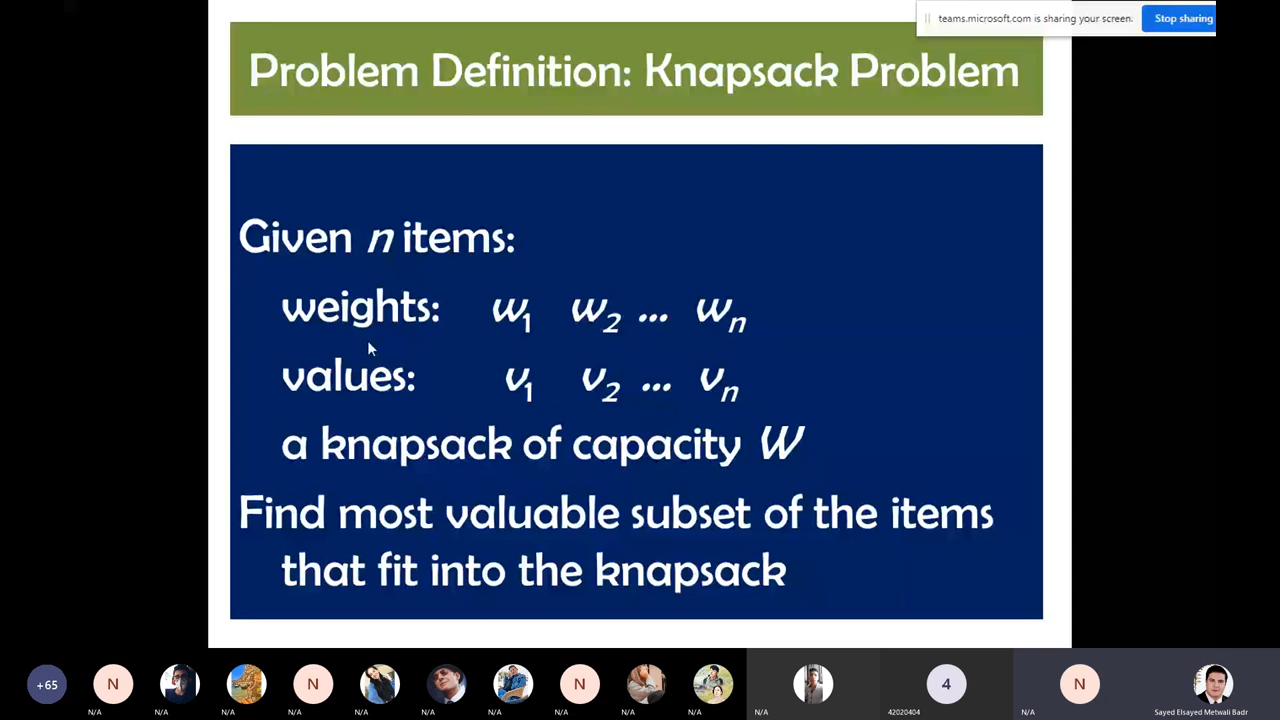 teams.microsoft.com is sharing your screen. Stop sharing
Problem Definition: Knapsack Problem
Given n items:
weights: w1 w2 ... wn
values: v1 v2 ... vn
a knapsack of capacity W
Find most valuable subset of the items
that fit into the knapsack
+65 N N N N 4 N
N/A N/A N/A N/A N/A N/A N/A N/A N/A N/A N/A 42020404 N/A Sayed Elsayed Metwali Badr